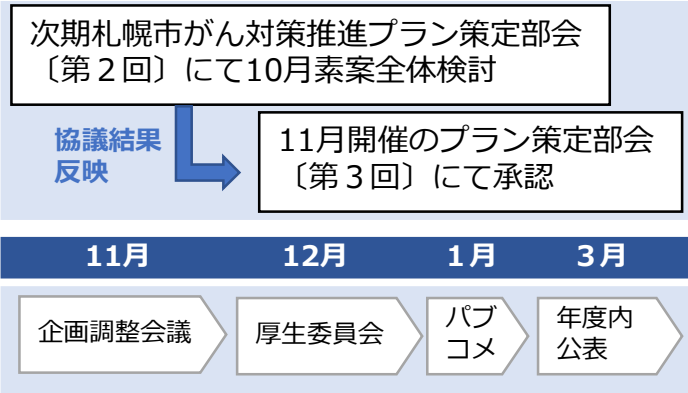 次期札幌市がん対策推進プラン策定部会
〔第２回〕にて10月素案全体検討
協議結果
反映
11月開催のプラン策定部会
〔第３回〕にて承認
11月 12月 １月 ３月
企画調整会議
厚生委員会
パブ
コメ
年度内
公表